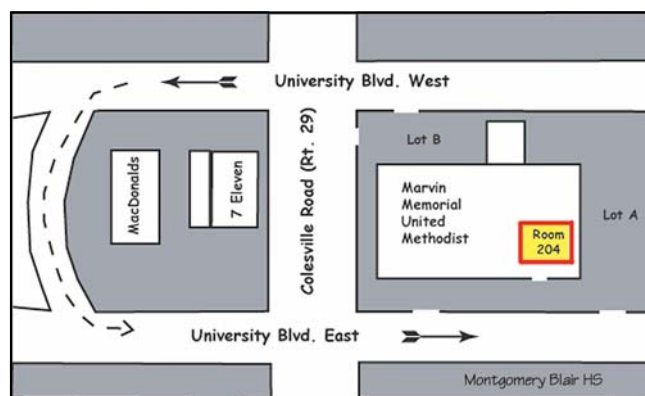 University Blvd. West
MacDonalds
7 Eleven
Colesville Road (Rt. 29)
Lot B
Marvin
Memorial
United
Methodist
Room
204
Lot A
University Blvd. East
Montgomery Blair HS